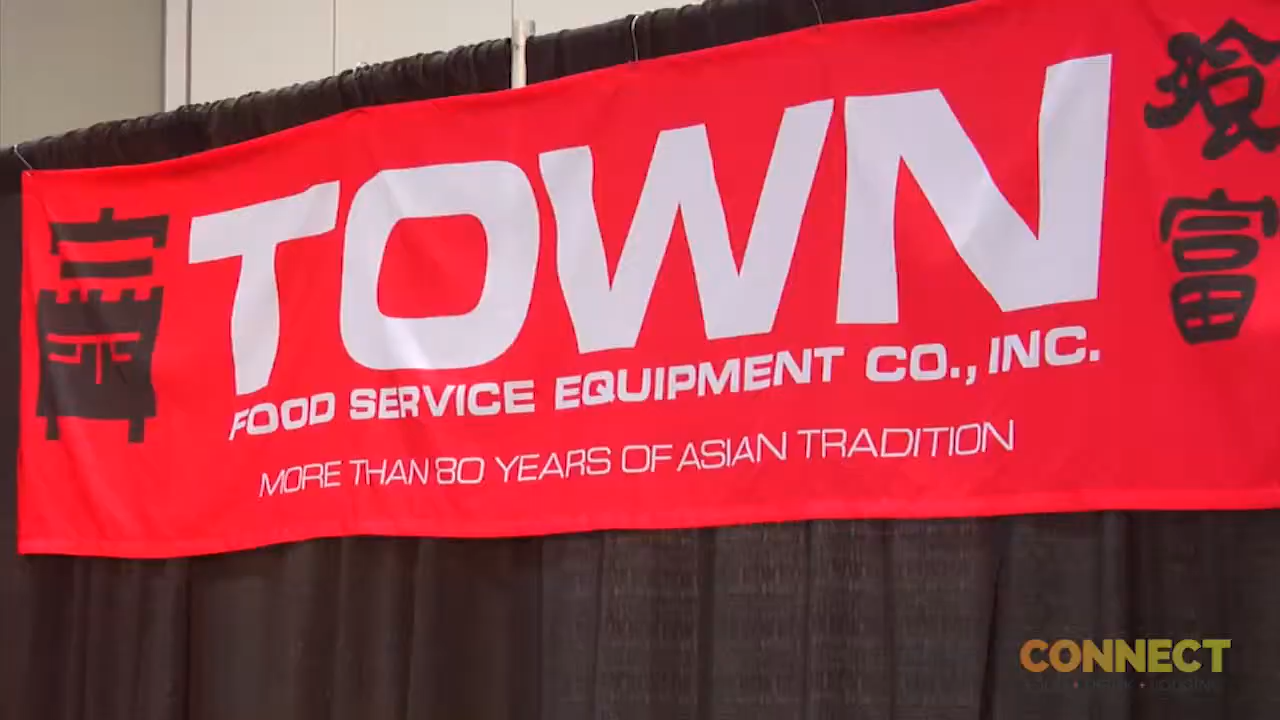 TOWN
FOOD SERVICE EQUIPMENT CO., INC.
MORE THAN 80 YEARS OF ASIAN TRADITION
富
CONNECT